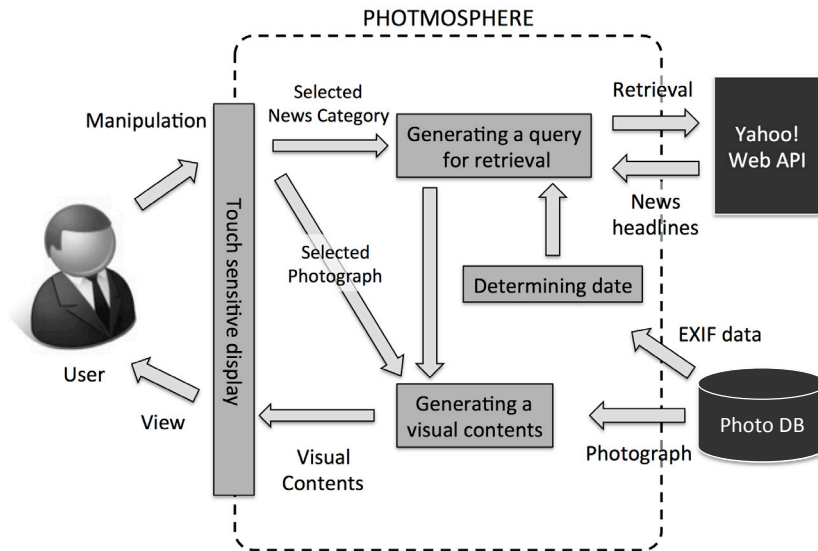 PHOTMOSPHERE
Manipulation
Selected
News Category
Generating a query
for retrieval
Retrieval
Yahoo!
Web API
News
headlines
Touch sensitive display
Selected
Photograph
Determining date
EXIF data
User
View
Generating a
visual contents
Visual
Contents
Photograph
Photo DB